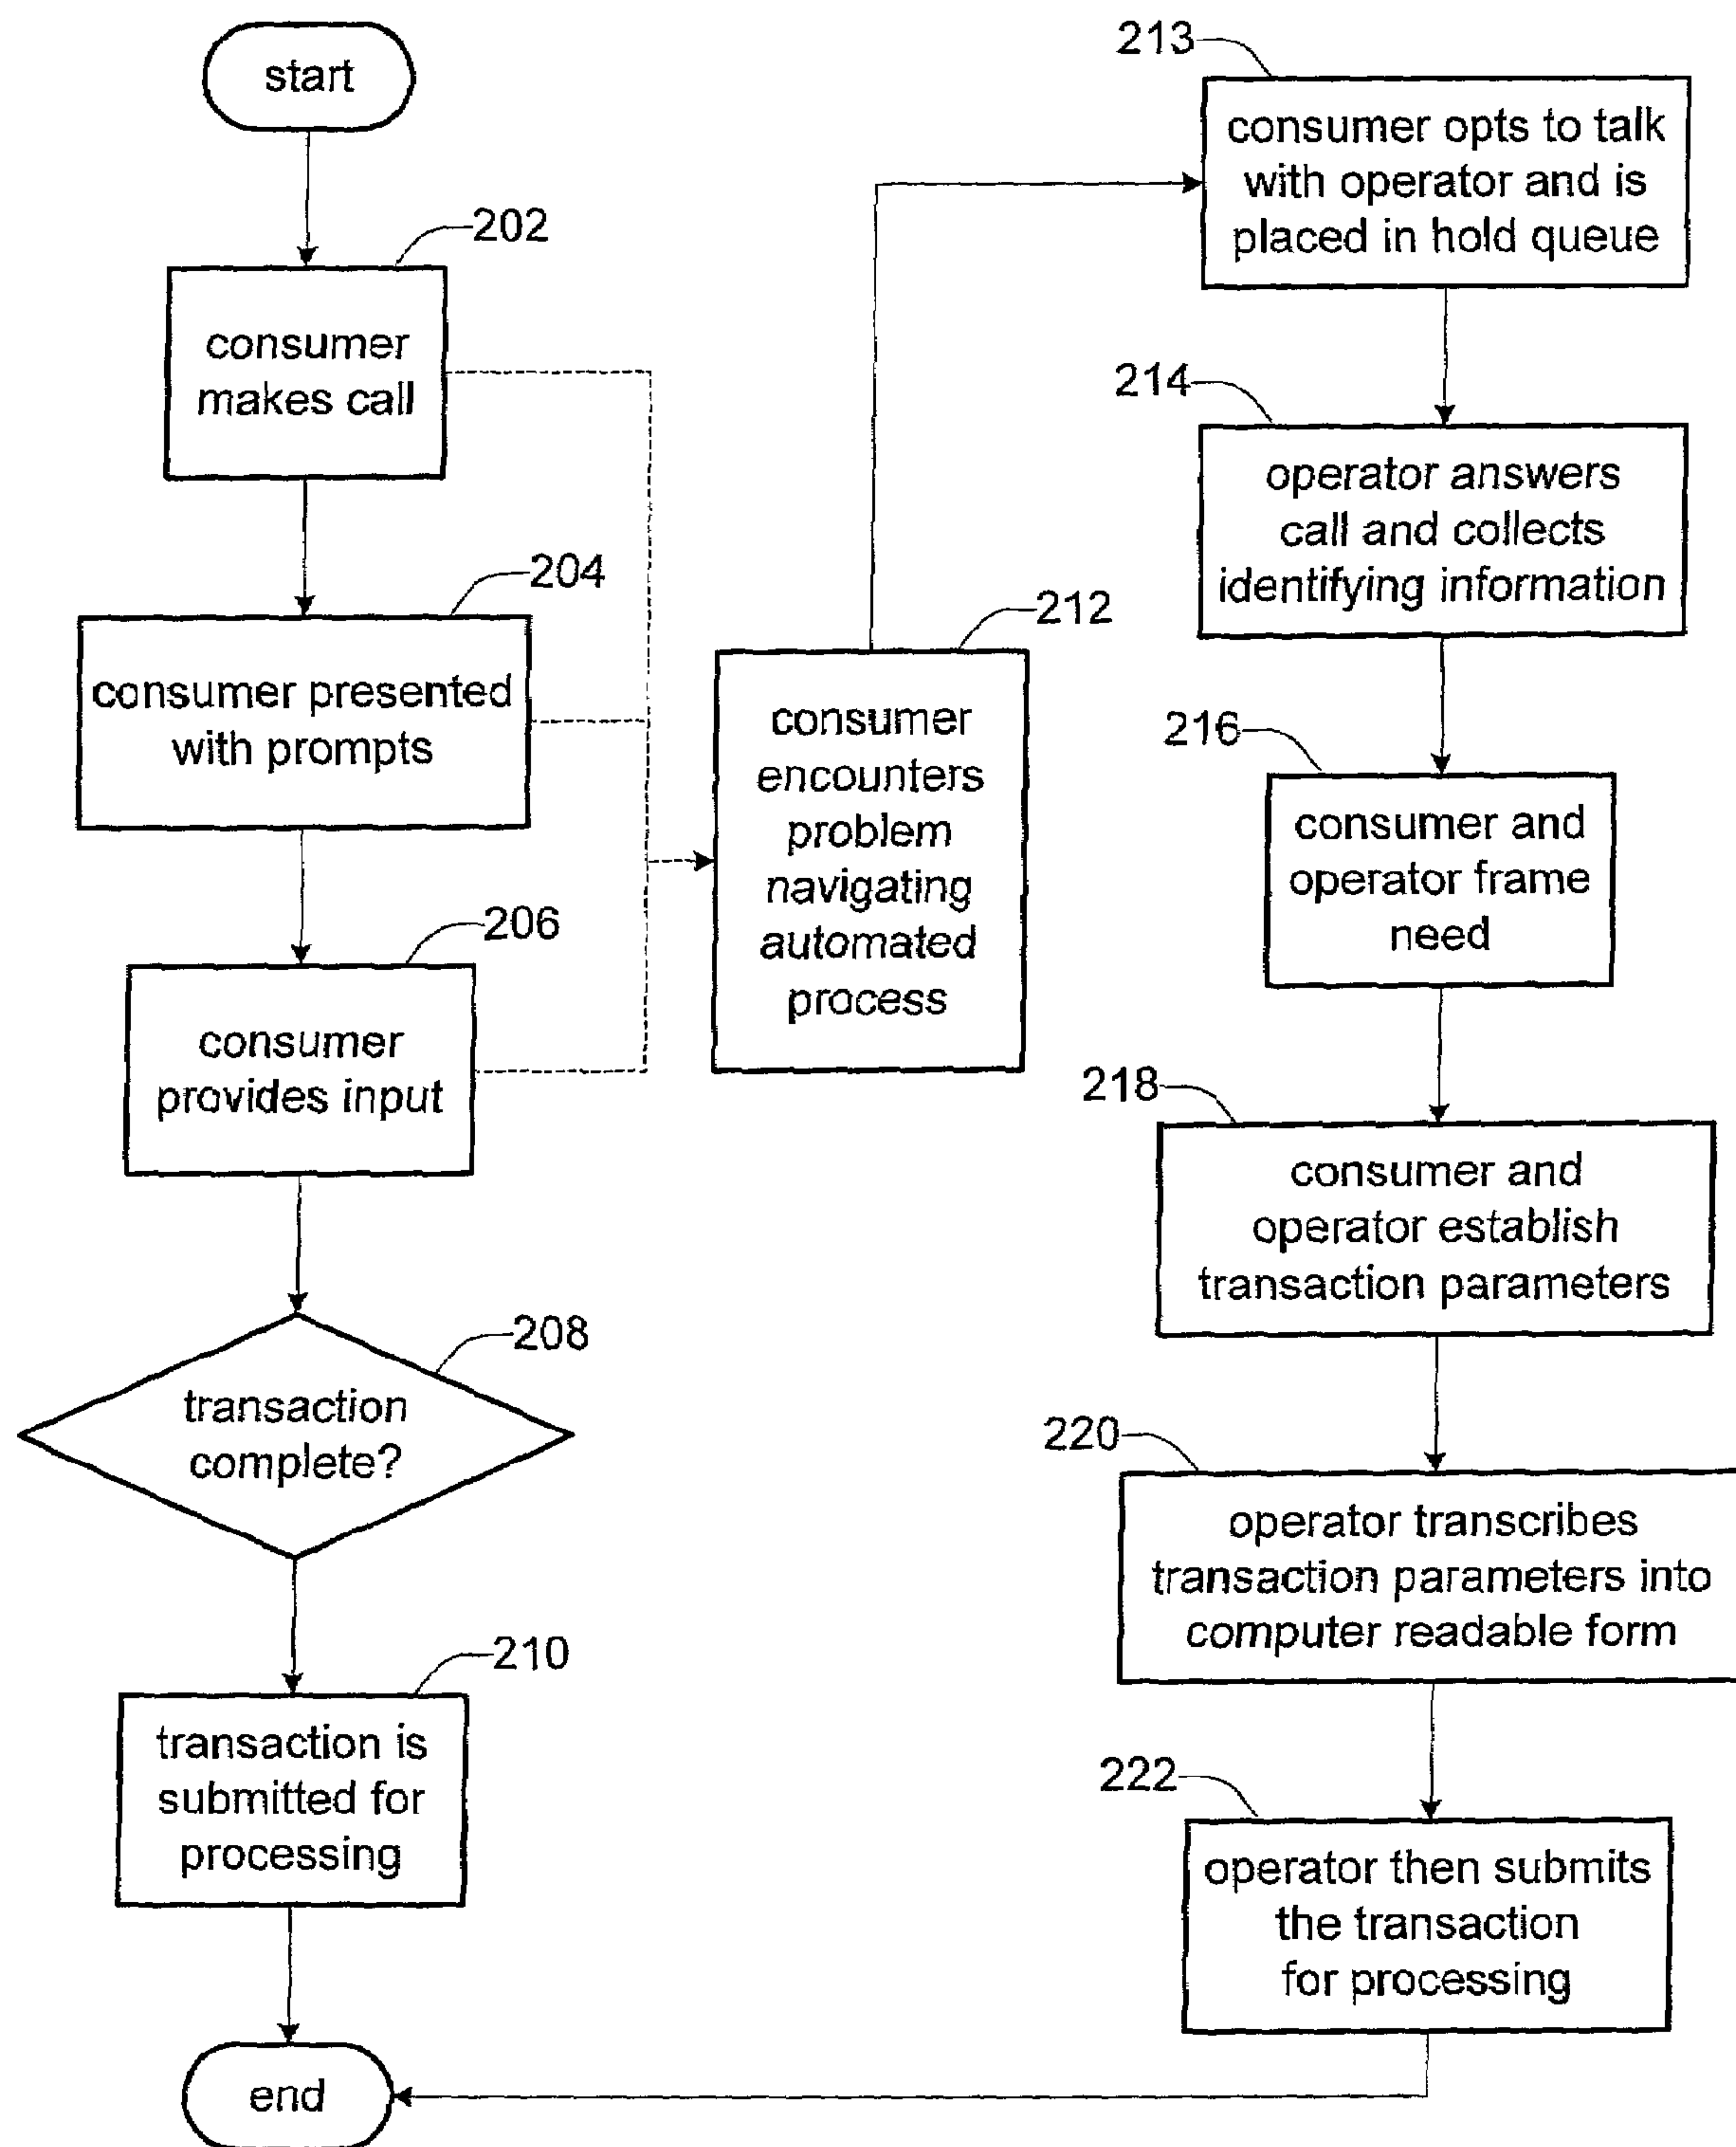 start
202
consumer
makes call
204
consumer presented
with prompts
206
consumer
provides input
208
transaction
complete?
210
transaction is
submitted for
processing
end
212
consumer
encounters
problem
navigating
automated
process
213
consumer opts to talk
with operator and is
placed in hold queue
214
operator answers
call and collects
identifying information
216
consumer and
operator frame
need
218
consumer and
operator establish
transaction parameters
220
operator transcribes
transaction parameters into
computer readable form
222
operator then submits
the transaction
for processing